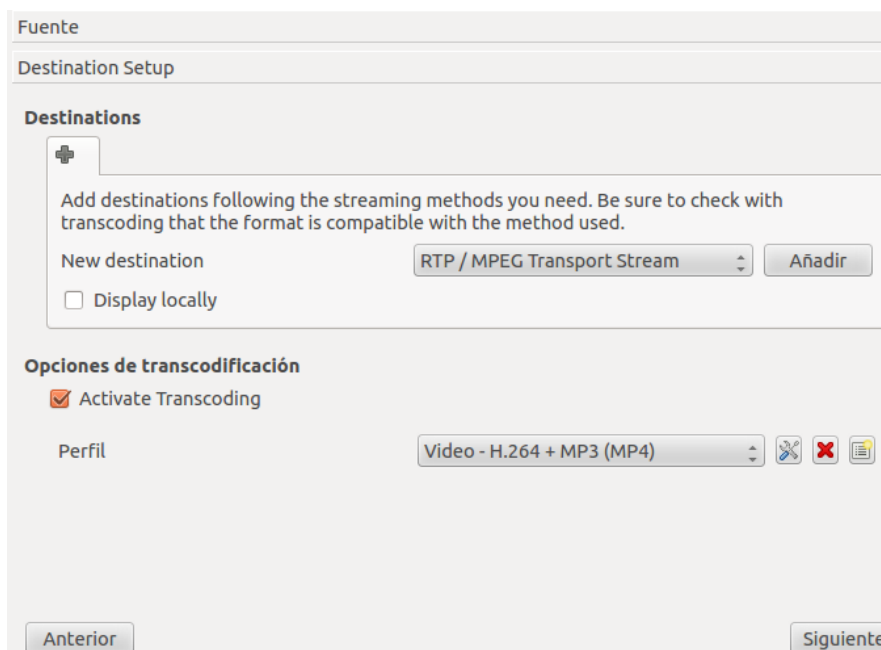 Fuente
Destination Setup
Destinations
Add destinations following the streaming methods you need. Be sure to check with
transcoding that the format is compatible with the method used.
New destination RTP / MPEG Transport Stream Añadir
Display locally
Opciones de transcodificación
Activate Transcoding
Perfil Video - H.264 + MP3 (MP4)
Anterior Siguiente